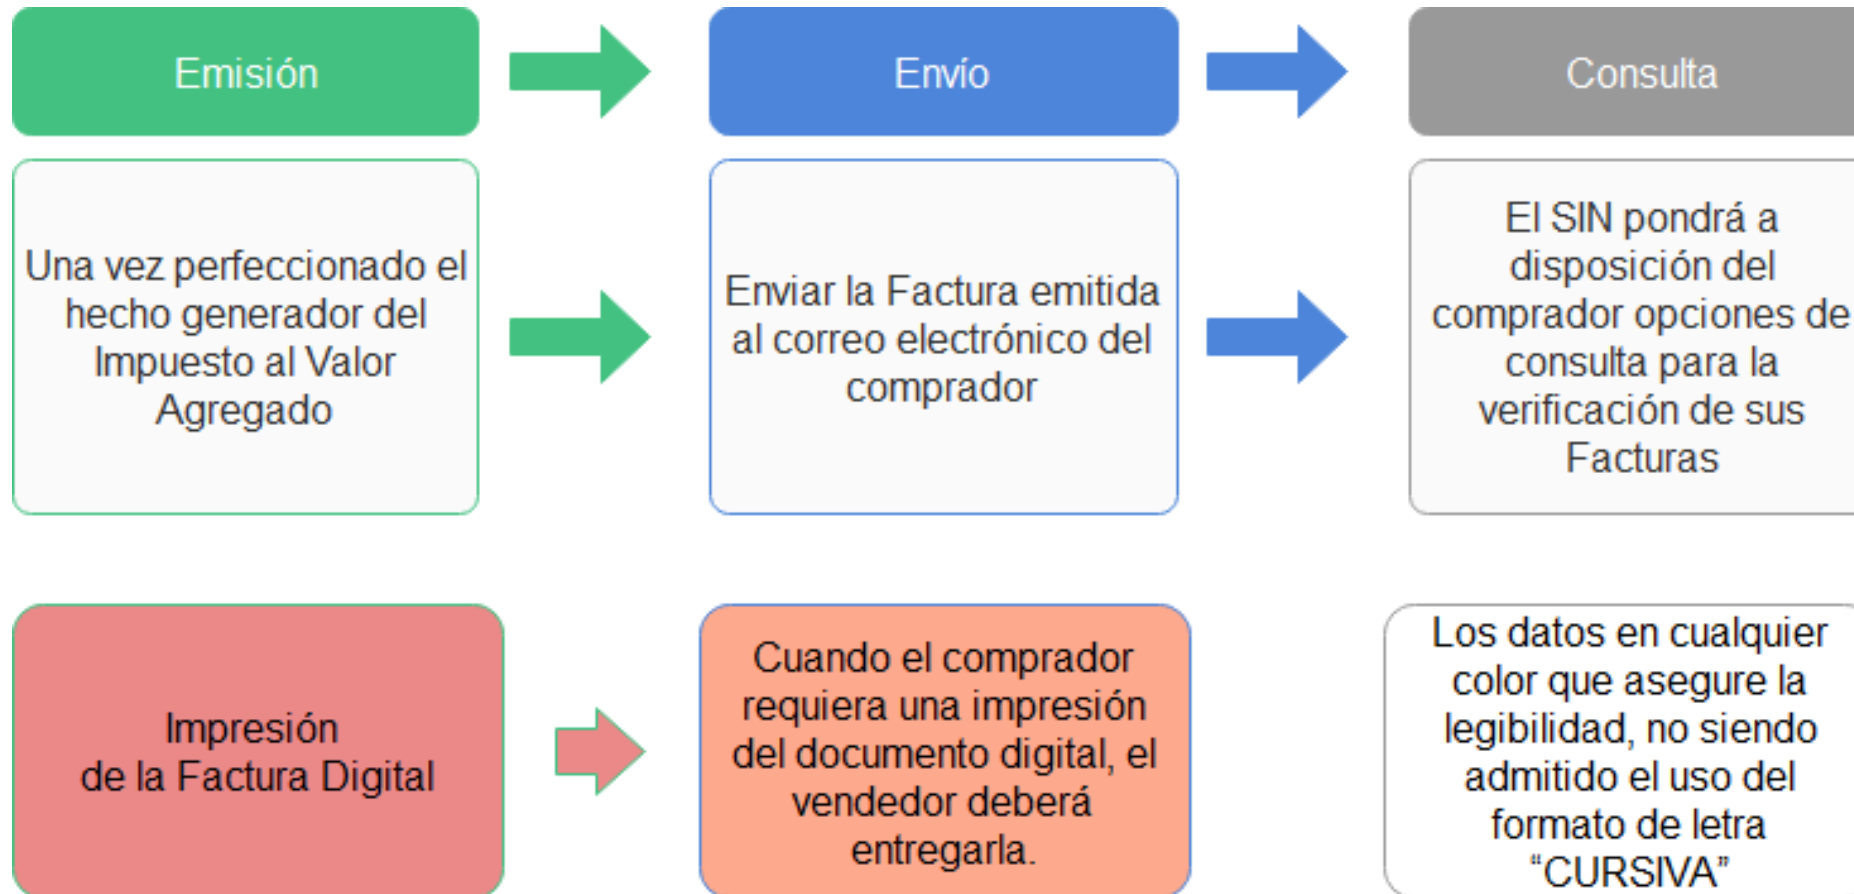 Emisión
Envío
Consulta
Una vez perfeccionado el
hecho generador del
Impuesto al Valor
Agregado
Enviar la Factura emitida
al correo electrónico del
comprador
El SIN pondrá a
disposición del
comprador opciones de
consulta para la
verificación de sus
Facturas
Impresión
de la Factura Digital
Cuando el comprador
requiera una impresión
del documento digital, el
vendedor deberá
entregarla.
Los datos en cualquier
color que asegure la
legibilidad, no siendo
admitido el uso del
formato de letra
“CURSIVA”